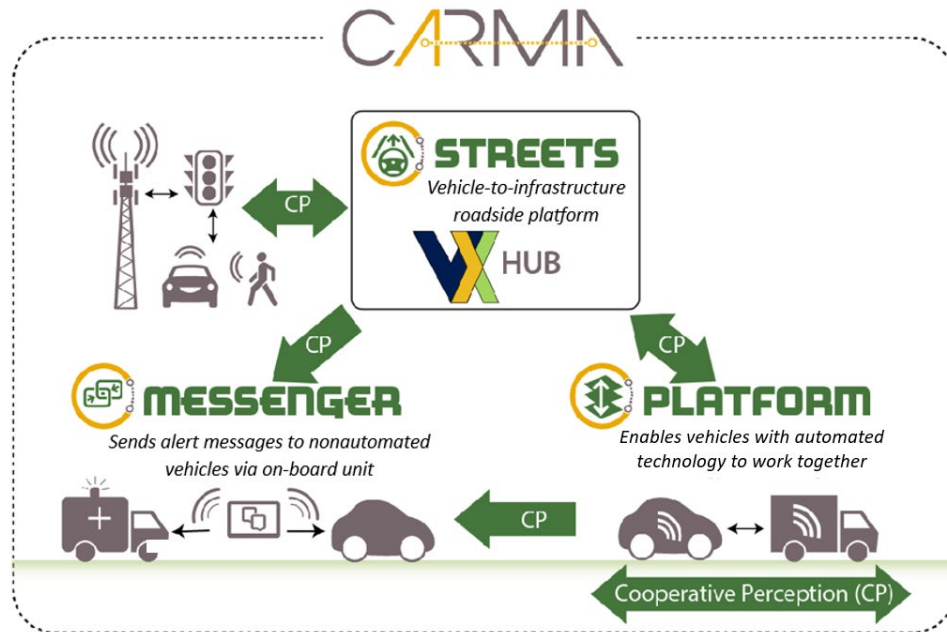 CARMA
STREETS
Vehicle-to-infrastructure
roadside platform
VX HUB
CP
CP
CP
MESSENGER
Sends alert messages to nonautomated
vehicles via on-board unit
PLATFORM
Enables vehicles with automated
technology to work together
CP
Cooperative Perception (CP)